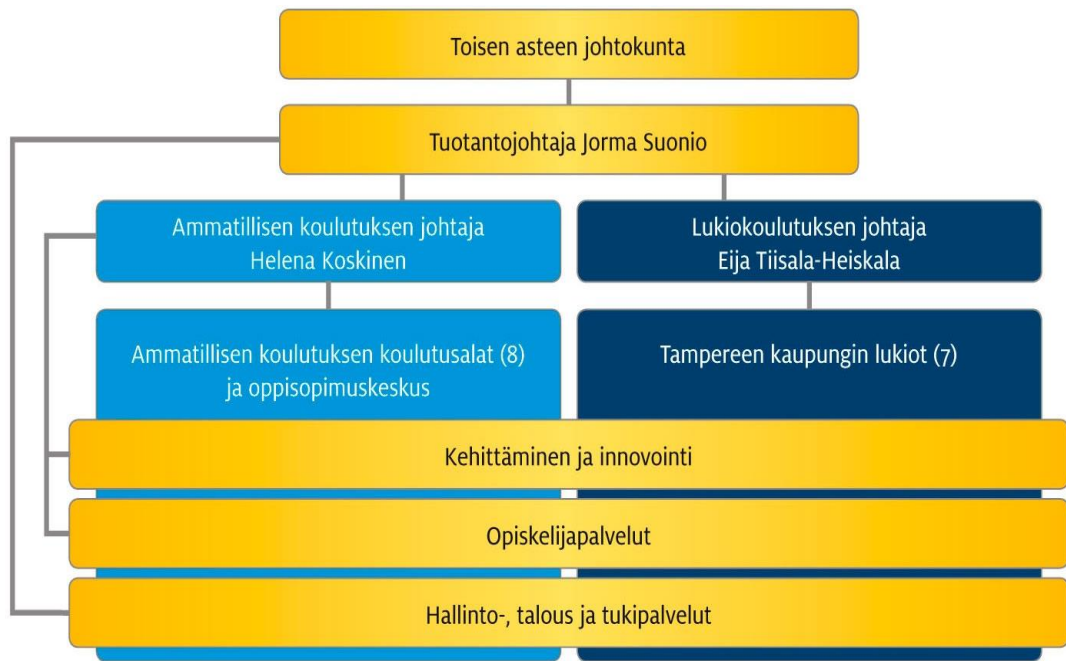 Toisen asteen johtokunta
Tuotantojohtaja Jorma Suonio
Ammatillisen koulutuksen johtaja
Helena Koskinen
Lukiokoulutuksen johtaja
Eija Tiisala-Heiskala
Ammatillisen koulutuksen koulutusalat (8)
ja oppisopimuskeskus
Tampereen kaupungin lukiot (7)
Kehittäminen ja innovointi
Opiskelijapalvelut
Hallinto-, talous ja tukipalvelut